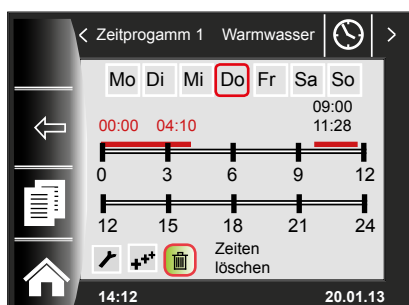 Zeitprogamm 1 Warmwasser
Mo Di Mi Do Fr Sa So
09:00
00:00 04:10 11:28
0 3 6 9 12
12 15 18 21 24
Zeiten
löschen
14:12 20.01.13